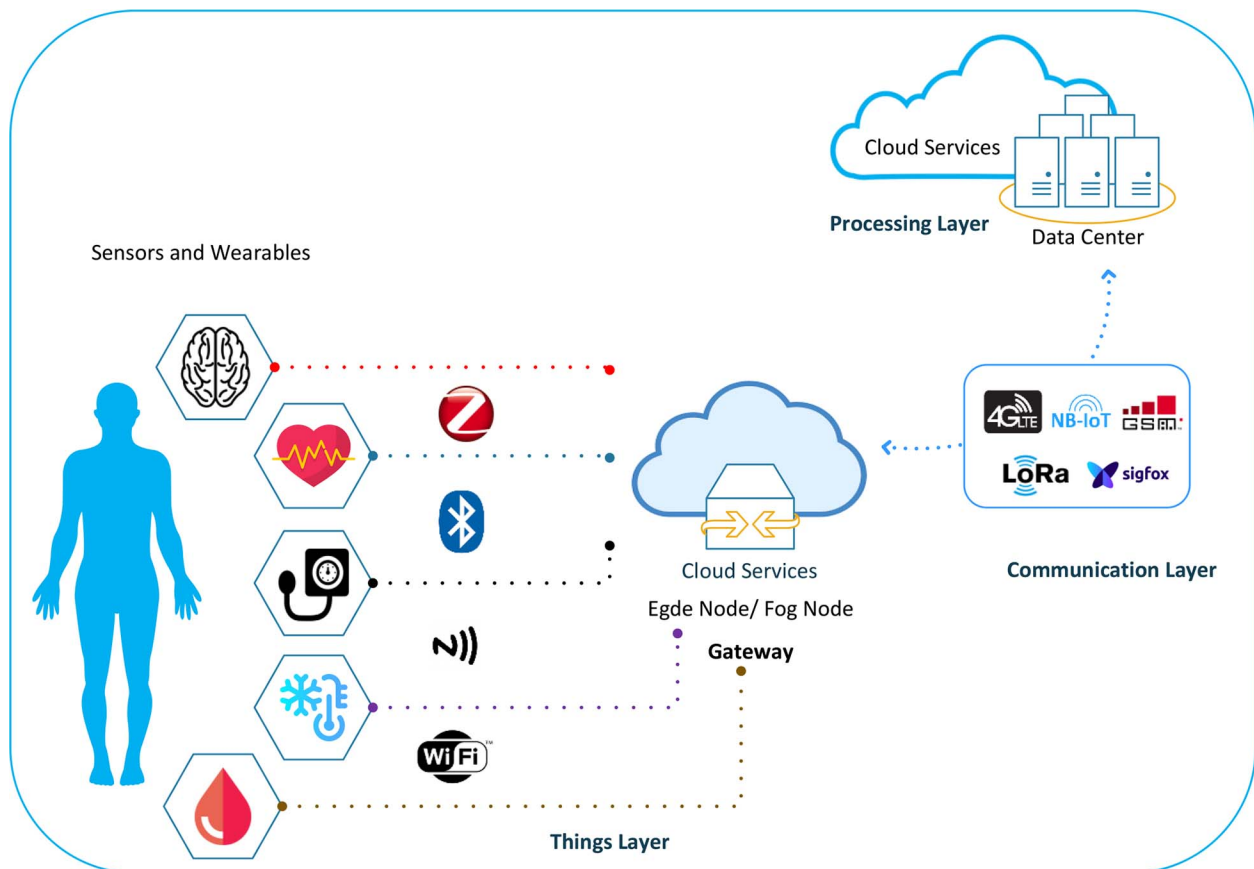 Cloud Services
Processing Layer
Data Center
Sensors and Wearables
4G LTE
NB-IoT
GSM
LoRa
sigfox
Communication Layer
Z
Cloud Services
Egde Node/ Fog Node
Gateway
N
WiFi™
Things Layer